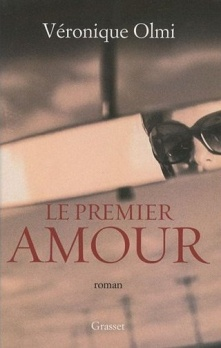 Véronique Olmi
LE PREMIER
AMOUR
roman
Grasset